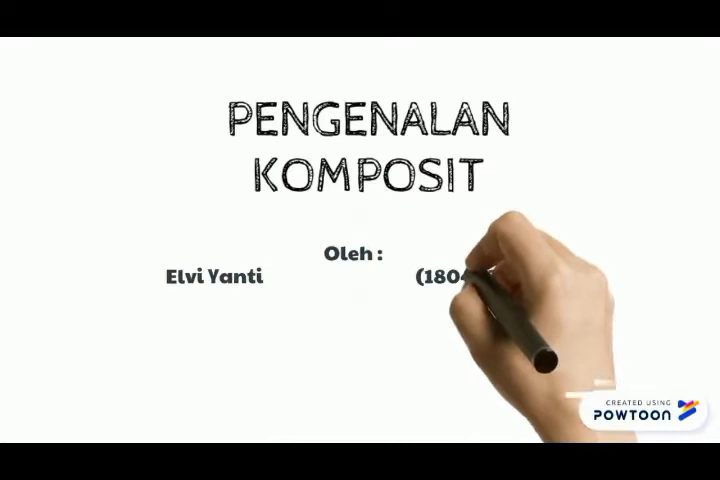 PENGENALAN
KOMPOSIT
Oleh :
Elvi Yanti
CREATED USING
POWTOON